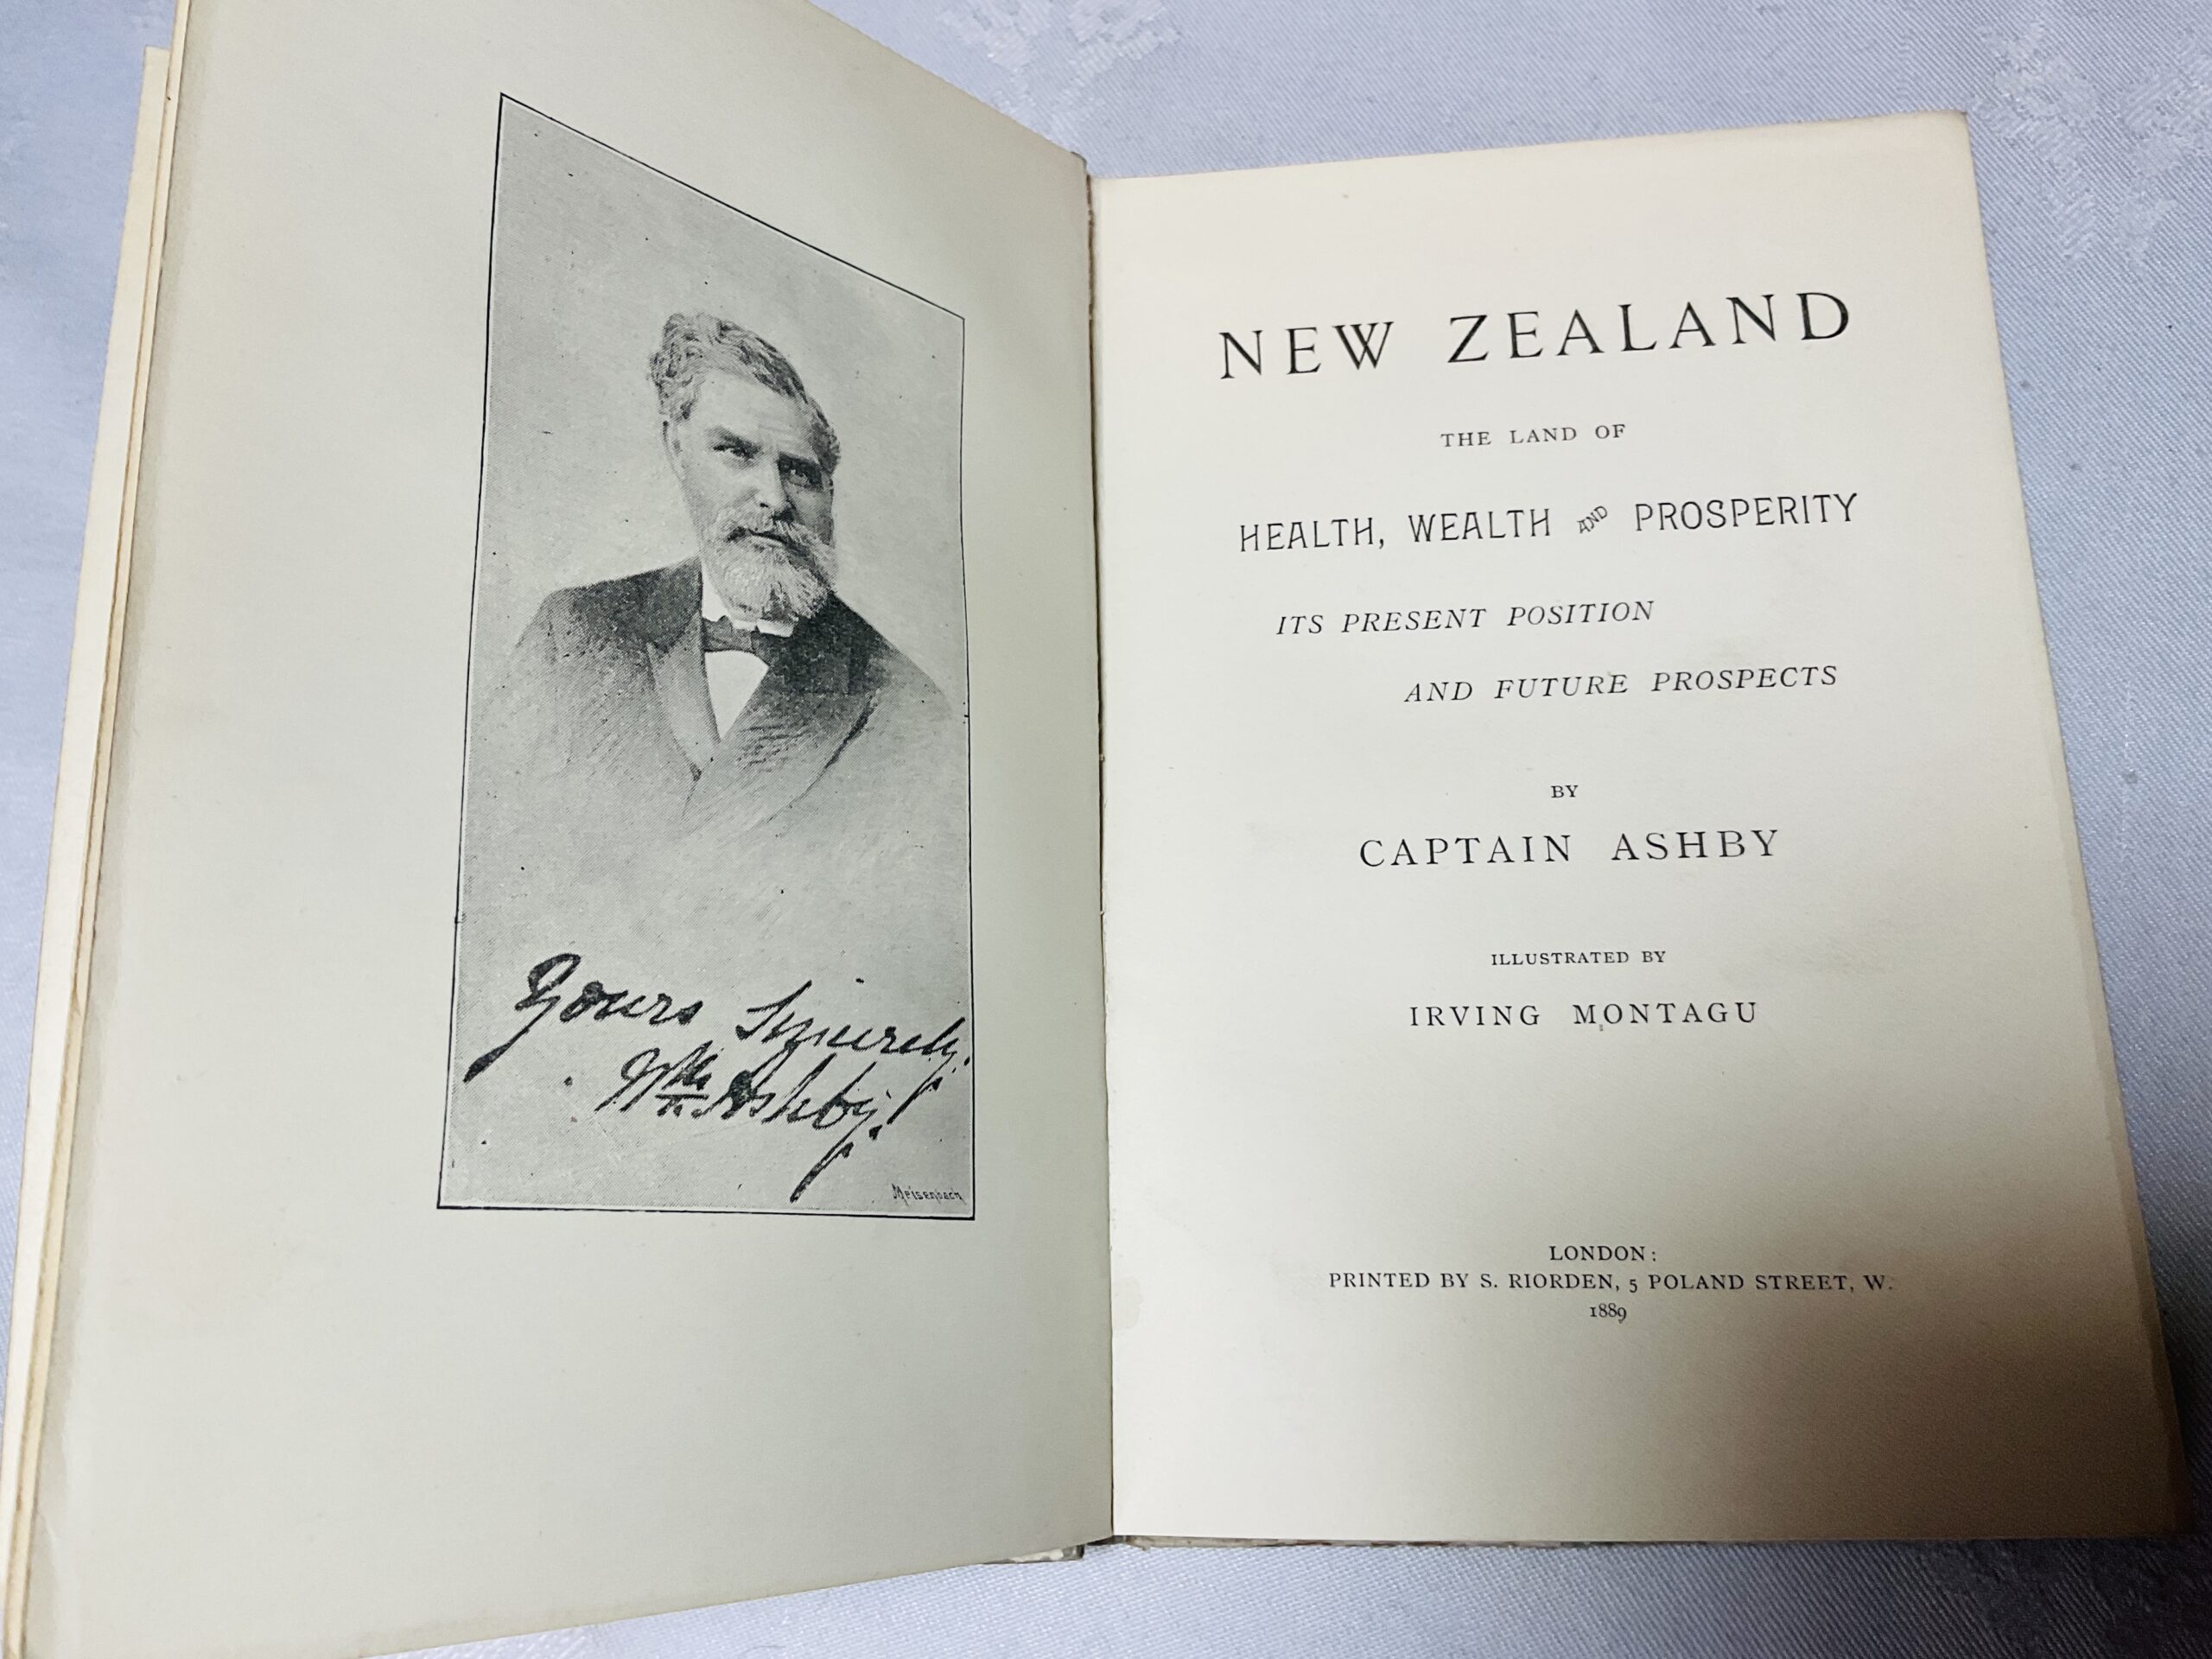 Yours Sincerely.
Wm. Ashby.
Meisenbach
NEW ZEALAND
THE LAND OF
HEALTH, WEALTH AND PROSPERITY
ITS PRESENT POSITION
AND FUTURE PROSPECTS
BY
CAPTAIN ASHBY
ILLUSTRATED BY
IRVING MONTAGU
LONDON:
PRINTED BY S. RIORDEN, 5 POLAND STREET, W.
1889